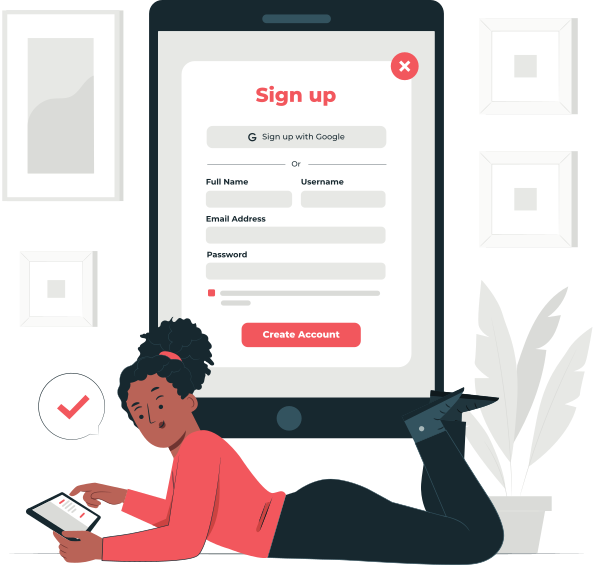 Sign up
G Sign up with Google
Or
Full Name Username
Email Address
Password
Create Account